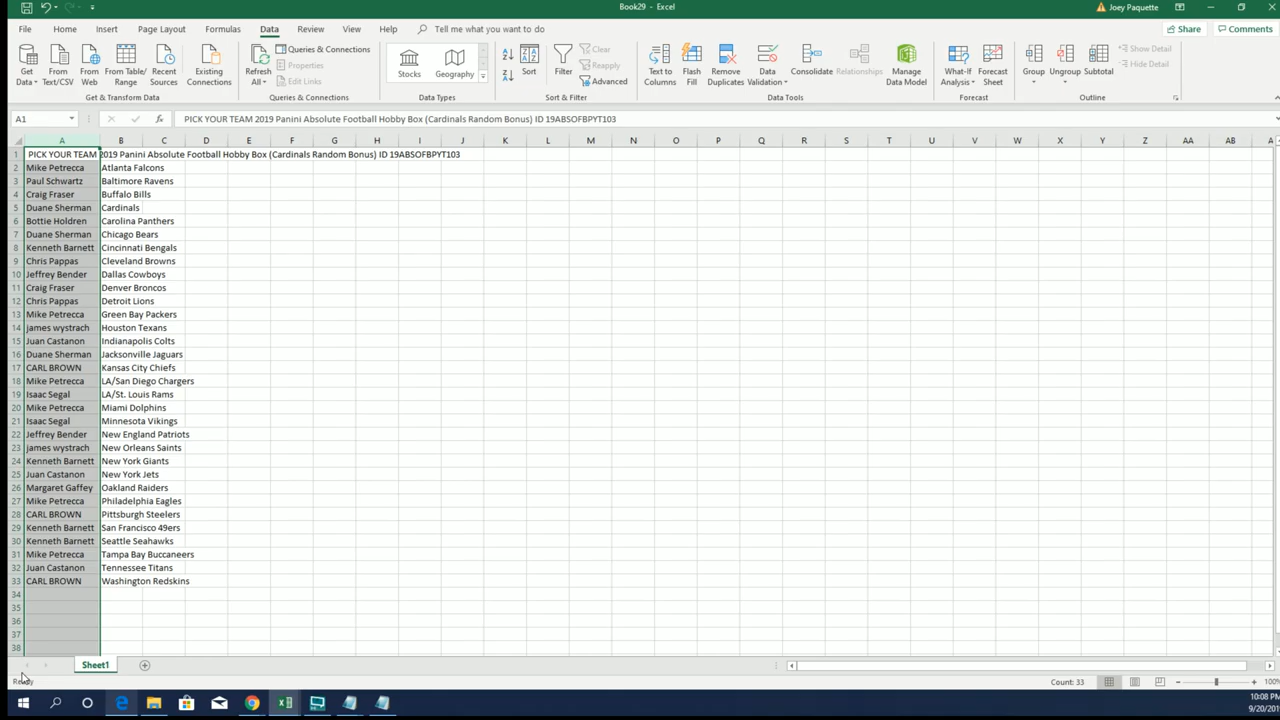 Book29 - Excel
Joey Paquette
File Home Insert Page Layout Formulas Data Review View Help Tell me what you want to do
Share Comments
Get Data From Text/CSV From Web From Table/Range Recent Sources Existing Connections
Refresh All Queries & Connections Properties Edit Links
Stocks Geography
Sort Filter Clear Reapply Advanced
Text to Columns Flash Fill Remove Duplicates Data Validation Consolidate Relationships Manage Data Model
What-If Analysis Forecast Sheet
Group Ungroup Subtotal Show Detail Hide Detail
Get & Transform Data Queries & Connections Data Types Sort & Filter Data Tools Forecast Outline
A1 fx PICK YOUR TEAM 2019 Panini Absolute Football Hobby Box (Cardinals Random Bonus) ID 19ABSOFBPYT103
A B C D E F G H I J K L M N O P Q R S T U V W X Y Z AA AB A
1 PICK YOUR TEAM 2019 Panini Absolute Football Hobby Box (Cardinals Random Bonus) ID 19ABSOFBPYT103
2 Mike Petrecca Atlanta Falcons
3 Paul Schwartz Baltimore Ravens
4 Craig Fraser Buffalo Bills
5 Duane Sherman Cardinals
6 Bottie Holdren Carolina Panthers
7 Duane Sherman Chicago Bears
8 Kenneth Barnett Cincinnati Bengals
9 Chris Pappas Cleveland Browns
10 Jeffrey Bender Dallas Cowboys
11 Craig Fraser Denver Broncos
12 Chris Pappas Detroit Lions
13 Mike Petrecca Green Bay Packers
14 james wystrach Houston Texans
15 Juan Castanon Indianapolis Colts
16 Duane Sherman Jacksonville Jaguars
17 CARL BROWN Kansas City Chiefs
18 Mike Petrecca LA/San Diego Chargers
19 Isaac Segal LA/St. Louis Rams
20 Mike Petrecca Miami Dolphins
21 Isaac Segal Minnesota Vikings
22 Jeffrey Bender New England Patriots
23 james wystrach New Orleans Saints
24 Kenneth Barnett New York Giants
25 Juan Castanon New York Jets
26 Margaret Gaffey Oakland Raiders
27 Mike Petrecca Philadelphia Eagles
28 CARL BROWN Pittsburgh Steelers
29 Kenneth Barnett San Francisco 49ers
30 Kenneth Barnett Seattle Seahawks
31 Mike Petrecca Tampa Bay Buccaneers
32 Juan Castanon Tennessee Titans
33 CARL BROWN Washington Redskins
34
35
36
37
38
Sheet1
Ready
Count: 33
100%
10:08 PM
9/20/201